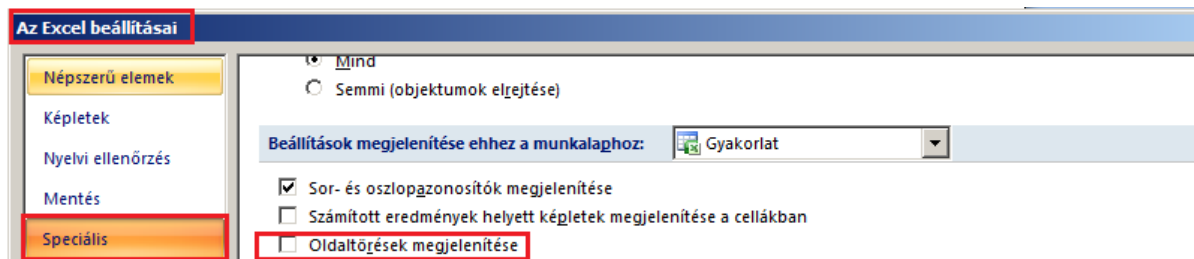 Az Excel beállításai
Népszerű elemek
Képletek
Nyelvi ellenőrzés
Mentés
Speciális
Mind
Semmi (objektumok elrejtése)
Beállítások megjelenítése ehhez a munkalaphoz: Gyakorlat
Sor- és oszlopazonosítók megjelenítése
Számított eredmények helyett képletek megjelenítése a cellákban
Oldaltörések megjelenítése